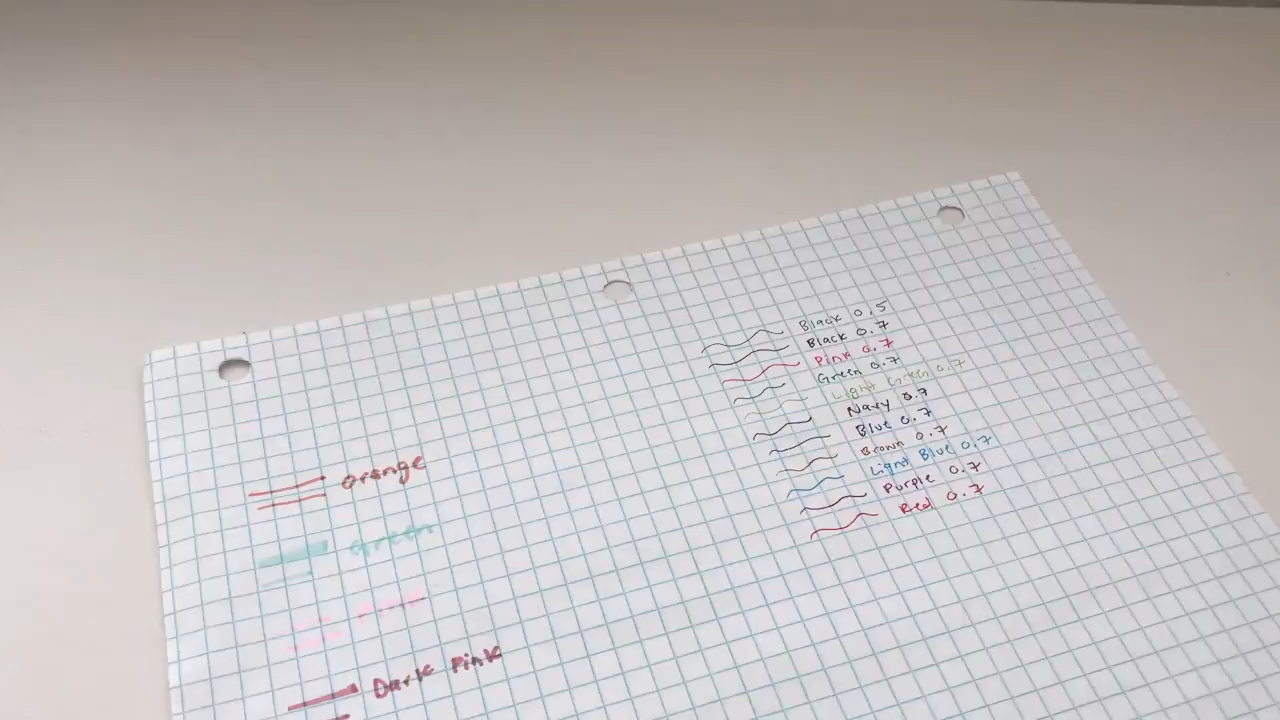 Black 0.5
Black 0.7
Pink 0.7
Green 0.7
Light Green 0.7
Navy 0.7
Blue 0.7
Brown 0.7
Light Blue 0.7
Purple 0.7
Red 0.7
orange
Green
Pink
Dark Pink